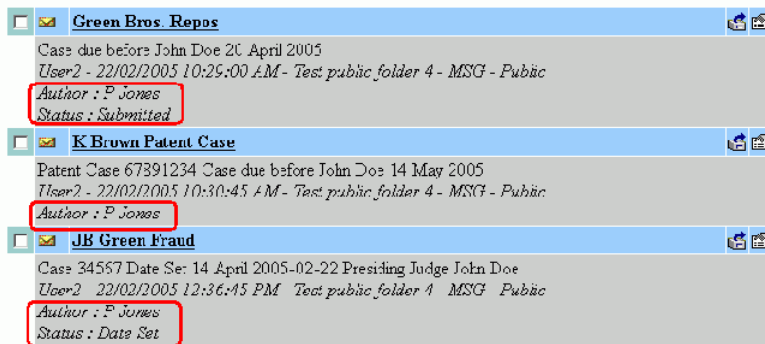 Green Bros. Repos
Case due before John Doe 20 April 2005
User2 - 22/02/2005 10:29:00 AM - Test public folder 4 - MSG - Public
Author : P Jones
Status : Submitted
K Brown Patent Case
Patent Case 67891234 Case due before John Doe 14 May 2005
User2 - 22/02/2005 10:30:45 AM - Test public folder 4 - MSG - Public
Author : P Jones
JB Green Fraud
Case 34567 Date Set 14 April 2005-02-22 Presiding Judge John Doe
User2 - 22/02/2005 12:36:45 PM - Test public folder 4 - MSG - Public
Author : P Jones
Status : Date Set